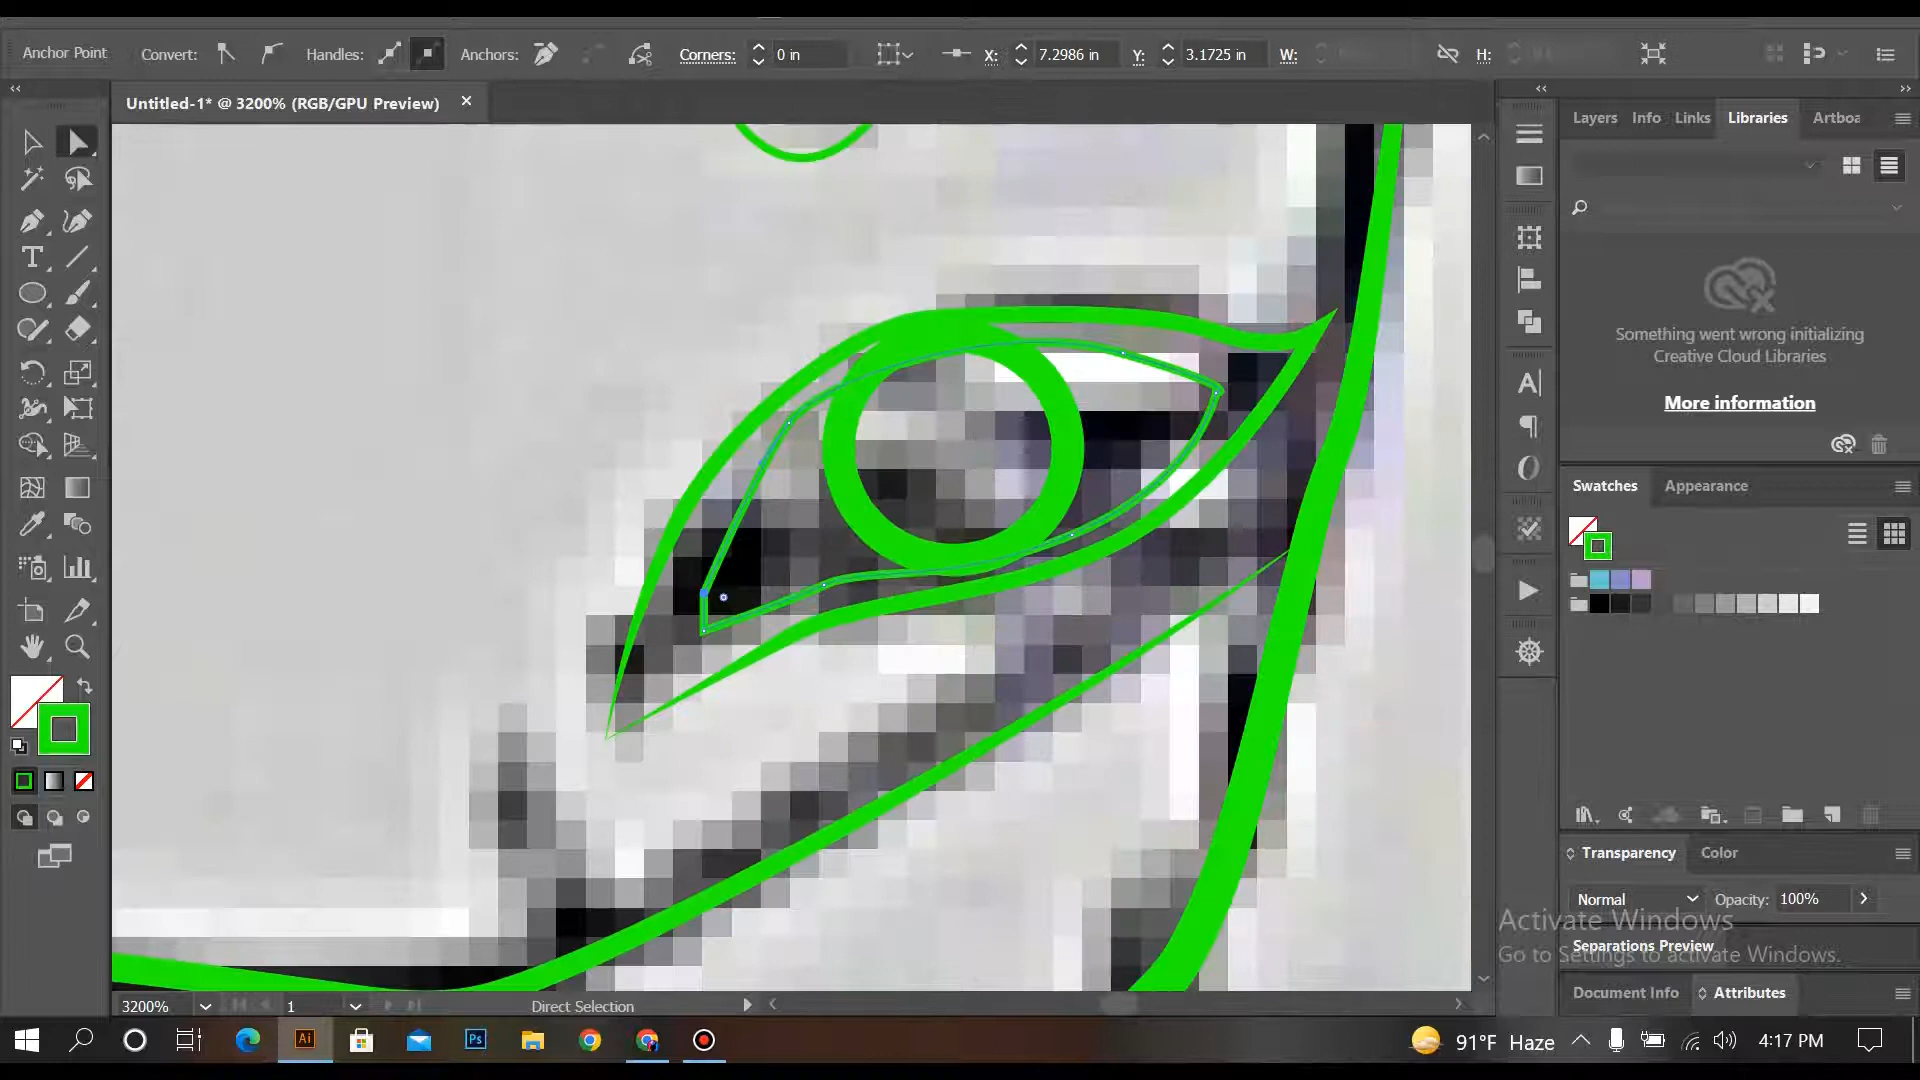 Anchor Point Convert: Handles: Anchors: Corners: 0 in X: 7.2986 in Y: 3.1725 in W: H:
Untitled-1* @ 3200% (RGB/GPU Preview)
Layers Info Links Libraries Artboa
Something went wrong initializing
Creative Cloud Libraries
More information
Swatches Appearance
Transparency Color
Normal Opacity: 100%
Activate Windows
Separations Preview
Go to Settings to activate Windows.
Document Info Attributes
3200% 1 Direct Selection
Ai Ps 91°F Haze 4:17 PM